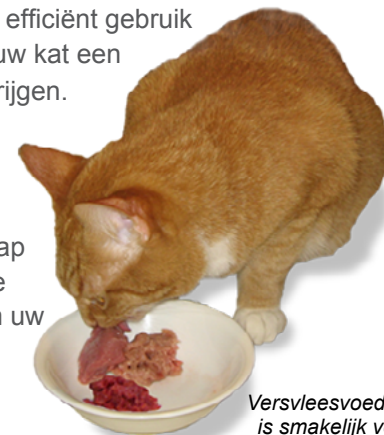 efficiënt gebruik
uw kat een
rijgen.
ap
e
uw
Versvleesvoed
is smakelijk v